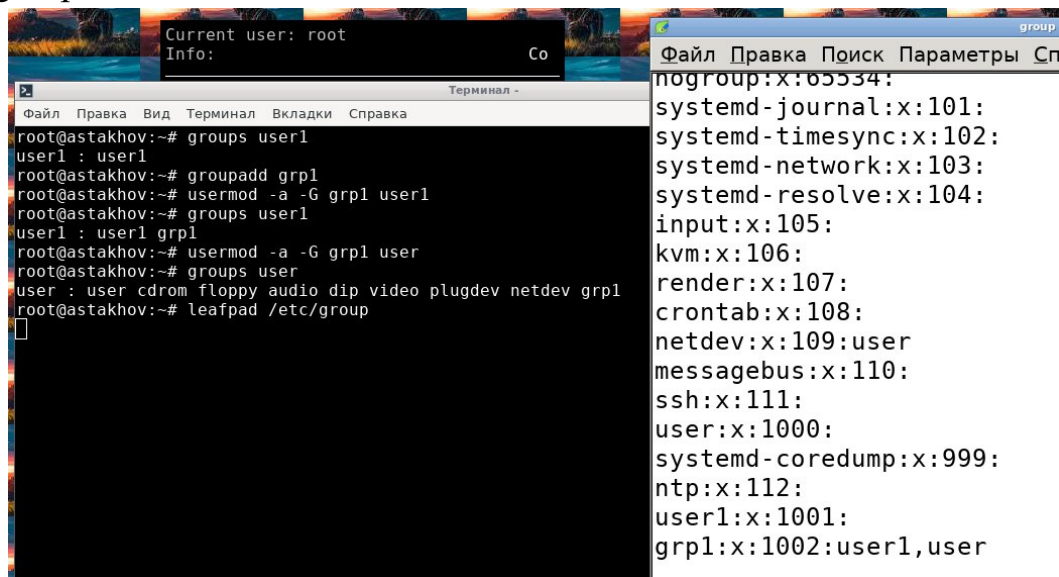 Current user: root
Info: Co
Терминал -
Файл Правка Вид Терминал Вкладки Справка
root@astakhov:~# groups user1
user1 : user1
root@astakhov:~# groupadd grp1
root@astakhov:~# usermod -a -G grp1 user1
root@astakhov:~# groups user1
user1 : user1 grp1
root@astakhov:~# usermod -a -G grp1 user
root@astakhov:~# groups user
user : user cdrom floppy audio dip video plugdev netdev grp1
root@astakhov:~# leafpad /etc/group
group
Файл Правка Поиск Параметры Сп
nogroup:x:65534:
systemd-journal:x:101:
systemd-timesync:x:102:
systemd-network:x:103:
systemd-resolve:x:104:
input:x:105:
kvm:x:106:
render:x:107:
crontab:x:108:
netdev:x:109:user
messagebus:x:110:
ssh:x:111:
user:x:1000:
systemd-coredump:x:999:
ntp:x:112:
user1:x:1001:
grp1:x:1002:user1,user